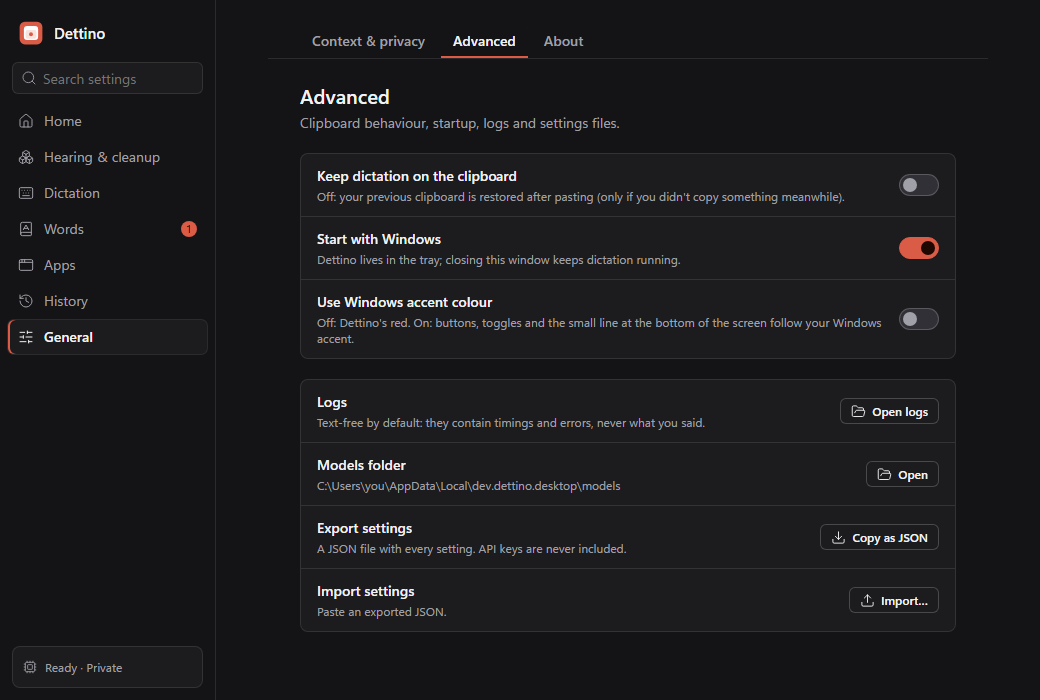 Dettino
Search settings
Home
Hearing & cleanup
Dictation
Words
1
Apps
History
General
Ready · Private
Context & privacy
Advanced
About
Advanced
Clipboard behaviour, startup, logs and settings files.
Keep dictation on the clipboard
Off: your previous clipboard is restored after pasting (only if you didn't copy something meanwhile).
Start with Windows
Dettino lives in the tray; closing this window keeps dictation running.
Use Windows accent colour
Off: Dettino's red. On: buttons, toggles and the small line at the bottom of the screen follow your Windows
accent.
Logs
Text-free by default: they contain timings and errors, never what you said.
Open logs
Models folder
C:\Users\you\AppData\Local\dev.dettino.desktop\models
Open
Export settings
A JSON file with every setting. API keys are never included.
Copy as JSON
Import settings
Paste an exported JSON.
Import...